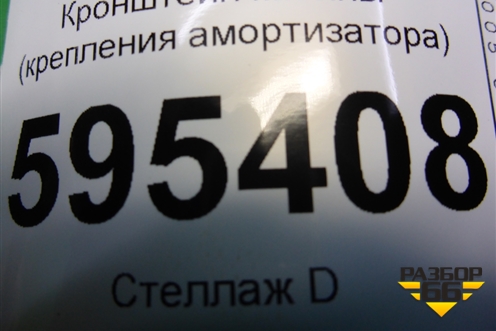 Кронштейн
(крепления амортизатора)
595408
Стеллаж D
РАЗБОР
66